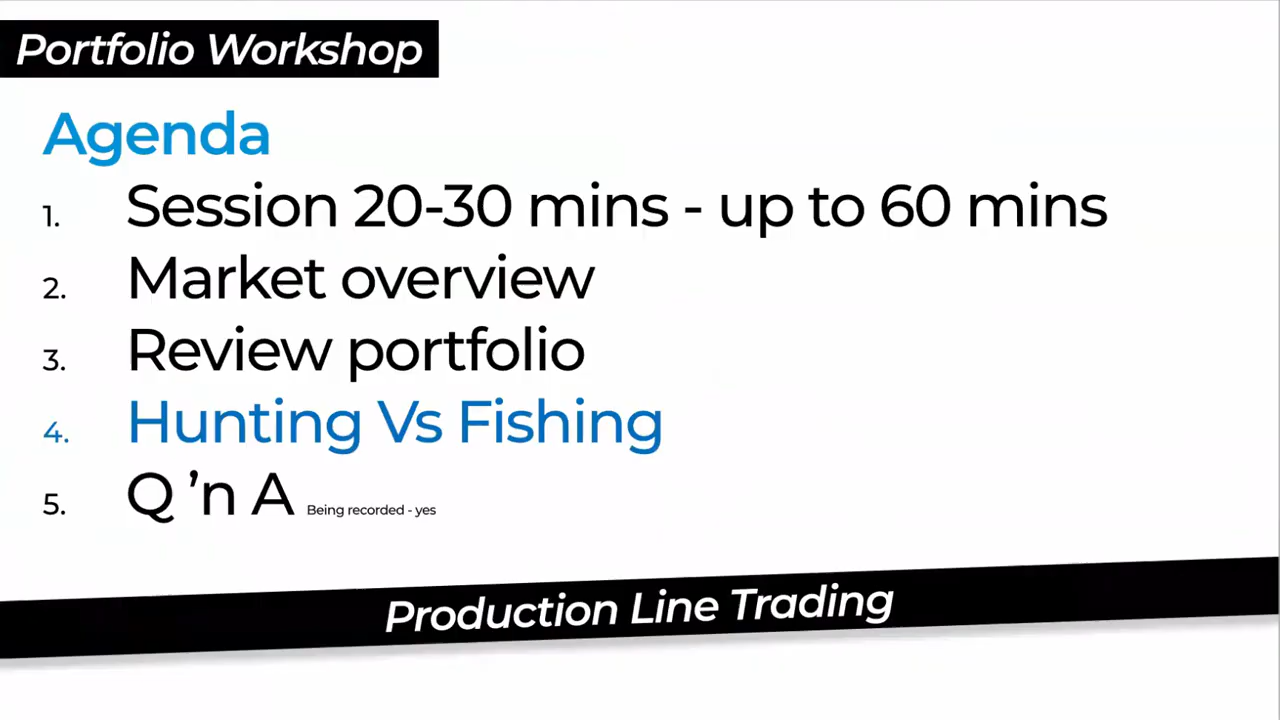 Portfolio Workshop
Agenda
1. Session 20-30 mins - up to 60 mins
2. Market overview
3. Review portfolio
4. Hunting Vs Fishing
5. Q ’n A Being recorded - yes
Production Line Trading